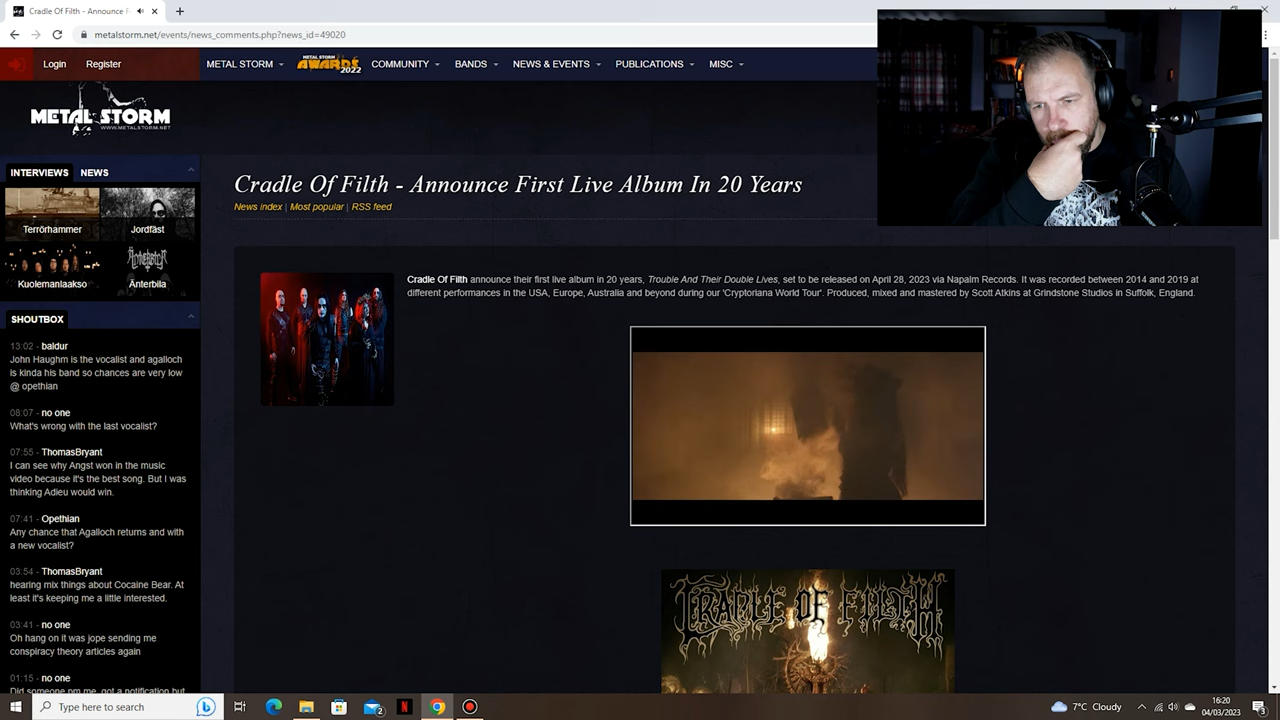 Cradle Of Filth - Announce F
metalstorm.net/events/news_comments.php?news_id=49020
Login
Register
METAL STORM
METAL STORM AWARDS 2022
COMMUNITY
BANDS
NEWS & EVENTS
PUBLICATIONS
MISC
METAL STORM
WWW.METALSTORM.NET
INTERVIEWS
NEWS
Terrörhammer
Jordfäst
Kuolemanlaakso
Änterbila
SHOUTBOX
13:02 - baldur
John Haughm is the vocalist and agalloch
is kinda his band so chances are very low
@ opethian
08:07 - no one
What's wrong with the last vocalist?
07:55 - ThomasBryant
I can see why Angst won in the music
video because it's the best song. But I was
thinking Adieu would win.
07:41 - Opethian
Any chance that Agalloch returns and with
a new vocalist?
03:54 - ThomasBryant
hearing mix things about Cocaine Bear. At
least it's keeping me a little interested.
03:41 - no one
Oh hang on it was jope sending me
conspiracy theory articles again
01:15 - no one
Did someone pm me, got a notification but
Cradle Of Filth - Announce First Live Album In 20 Years
News index | Most popular | RSS feed
Cradle Of Filth announce their first live album in 20 years, Trouble And Their Double Lives, set to be released on April 28, 2023 via Napalm Records. It was recorded between 2014 and 2019 at
different performances in the USA, Europe, Australia and beyond during our 'Cryptoriana World Tour'. Produced, mixed and mastered by Scott Atkins at Grindstone Studios in Suffolk, England.
CRADLE OF FILTH
Type here to search
7°C Cloudy
16:20
04/03/2023